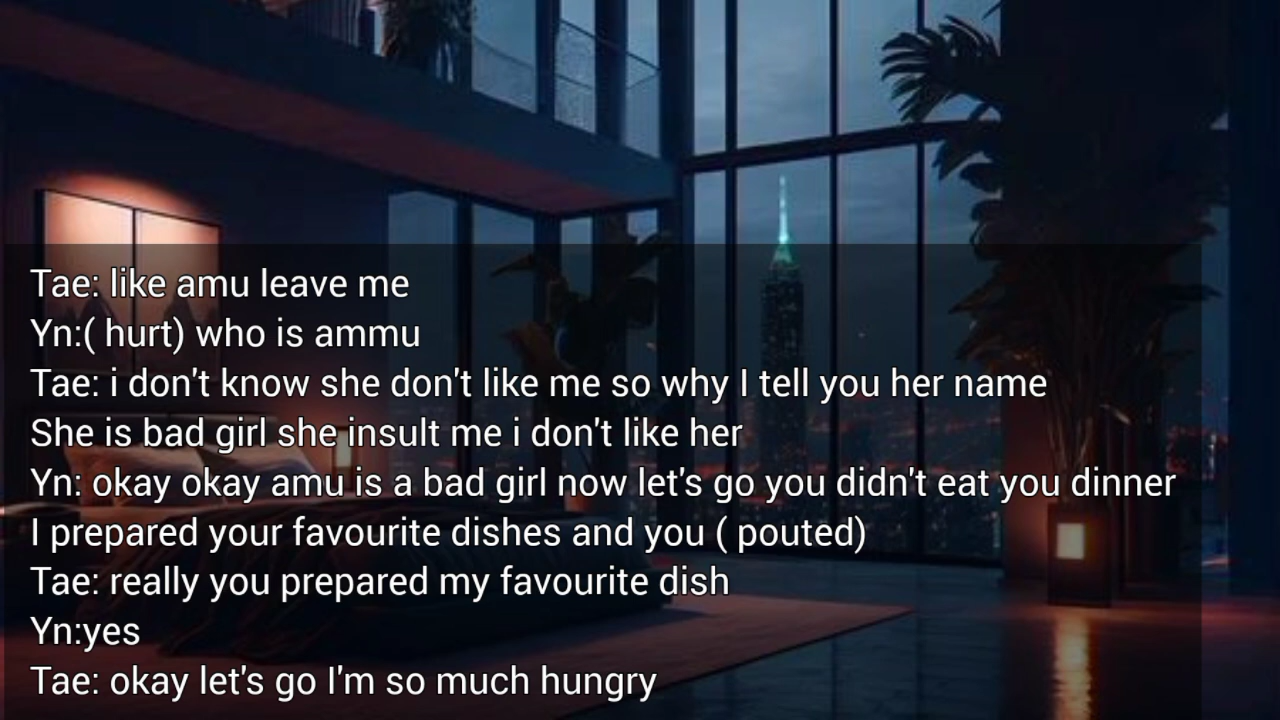 Tae: like amu leave me
Yn:( hurt) who is ammu
Tae: i don't know she don't like me so why I tell you her name
She is bad girl she insult me i don't like her
Yn: okay okay amu is a bad girl now let's go you didn't eat you dinner
I prepared your favourite dishes and you ( pouted)
Tae: really you prepared my favourite dish
Yn:yes
Tae: okay let's go I'm so much hungry